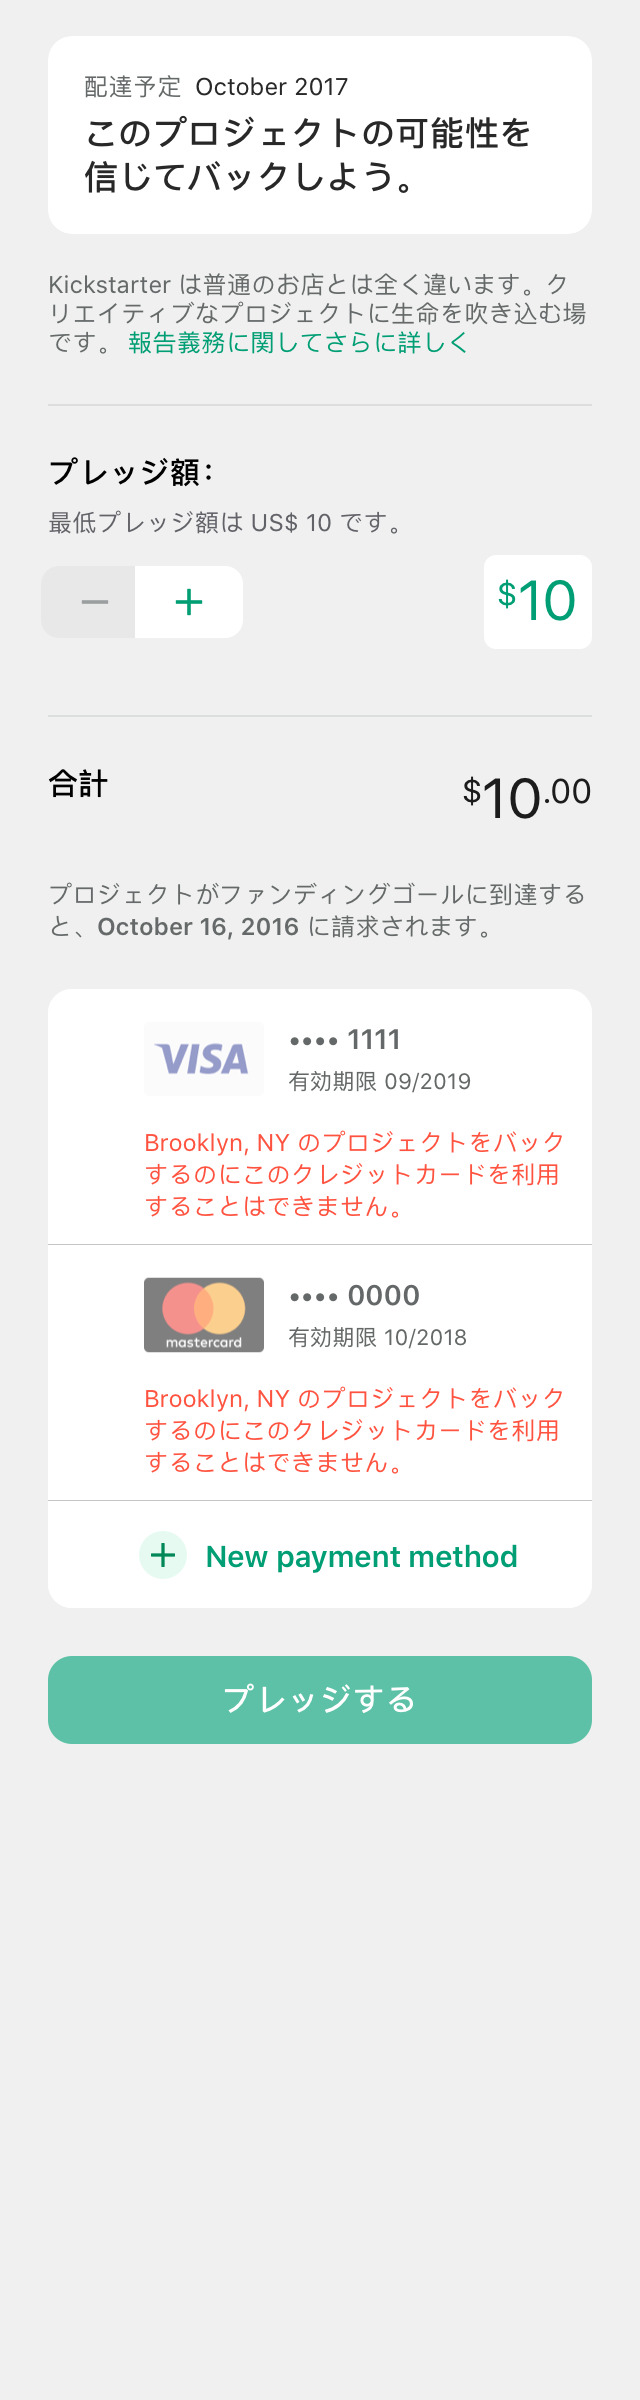 配達予定 October 2017
このプロジェクトの可能性を
信じてバックしよう。
Kickstarter は普通のお店とは全く違います。ク
リエイティブなプロジェクトに生命を吹き込む場
です。 報告義務に関してさらに詳しく
プレッジ額：
最低プレッジ額は US$ 10 です。
− +
$10
合計
$10.00
プロジェクトがファンディングゴールに到達する
と、October 16, 2016 に請求されます。
VISA
•••• 1111
有効期限 09/2019
Brooklyn, NY のプロジェクトをバック
するのにこのクレジットカードを利用
することはできません。
mastercard
•••• 0000
有効期限 10/2018
Brooklyn, NY のプロジェクトをバック
するのにこのクレジットカードを利用
することはできません。
+ New payment method
プレッジする